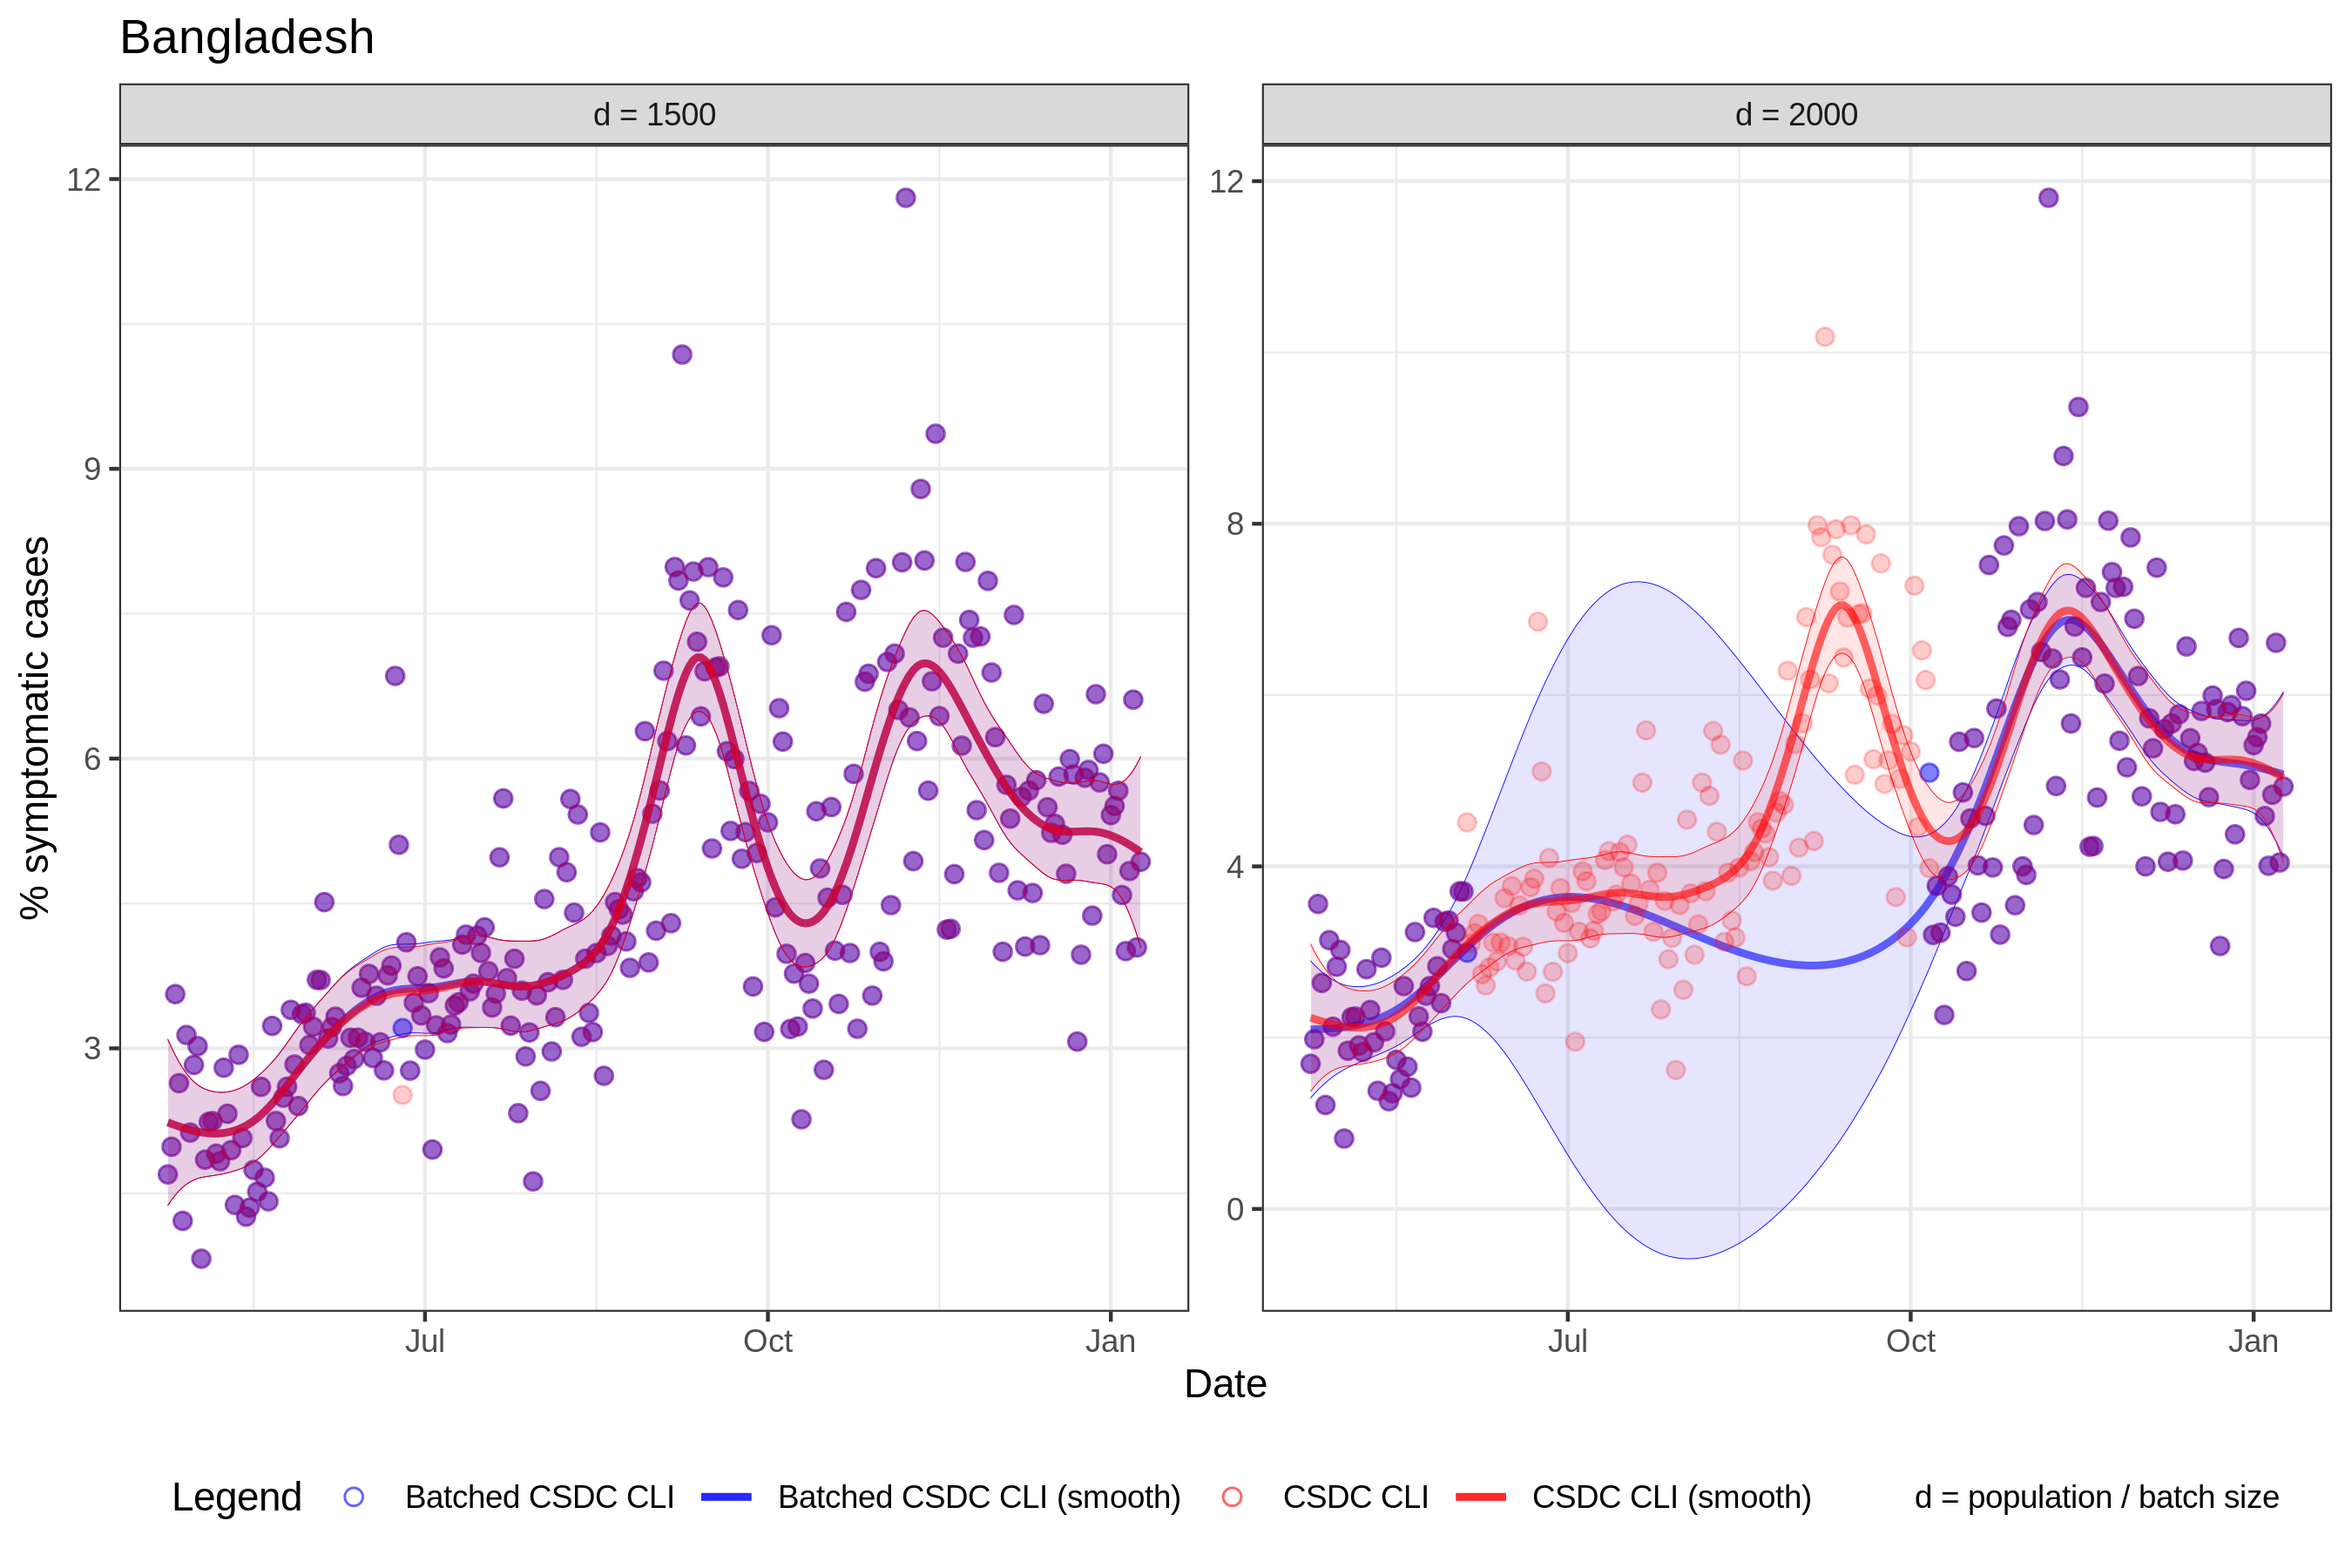 Bangladesh
d = 1500
d = 2000
% symptomatic cases
12
9
6
3
12
8
4
0
Jul
Oct
Jan
Jul
Oct
Jan
Date
Legend
Batched CSDC CLI
Batched CSDC CLI (smooth)
CSDC CLI
CSDC CLI (smooth)
d = population / batch size